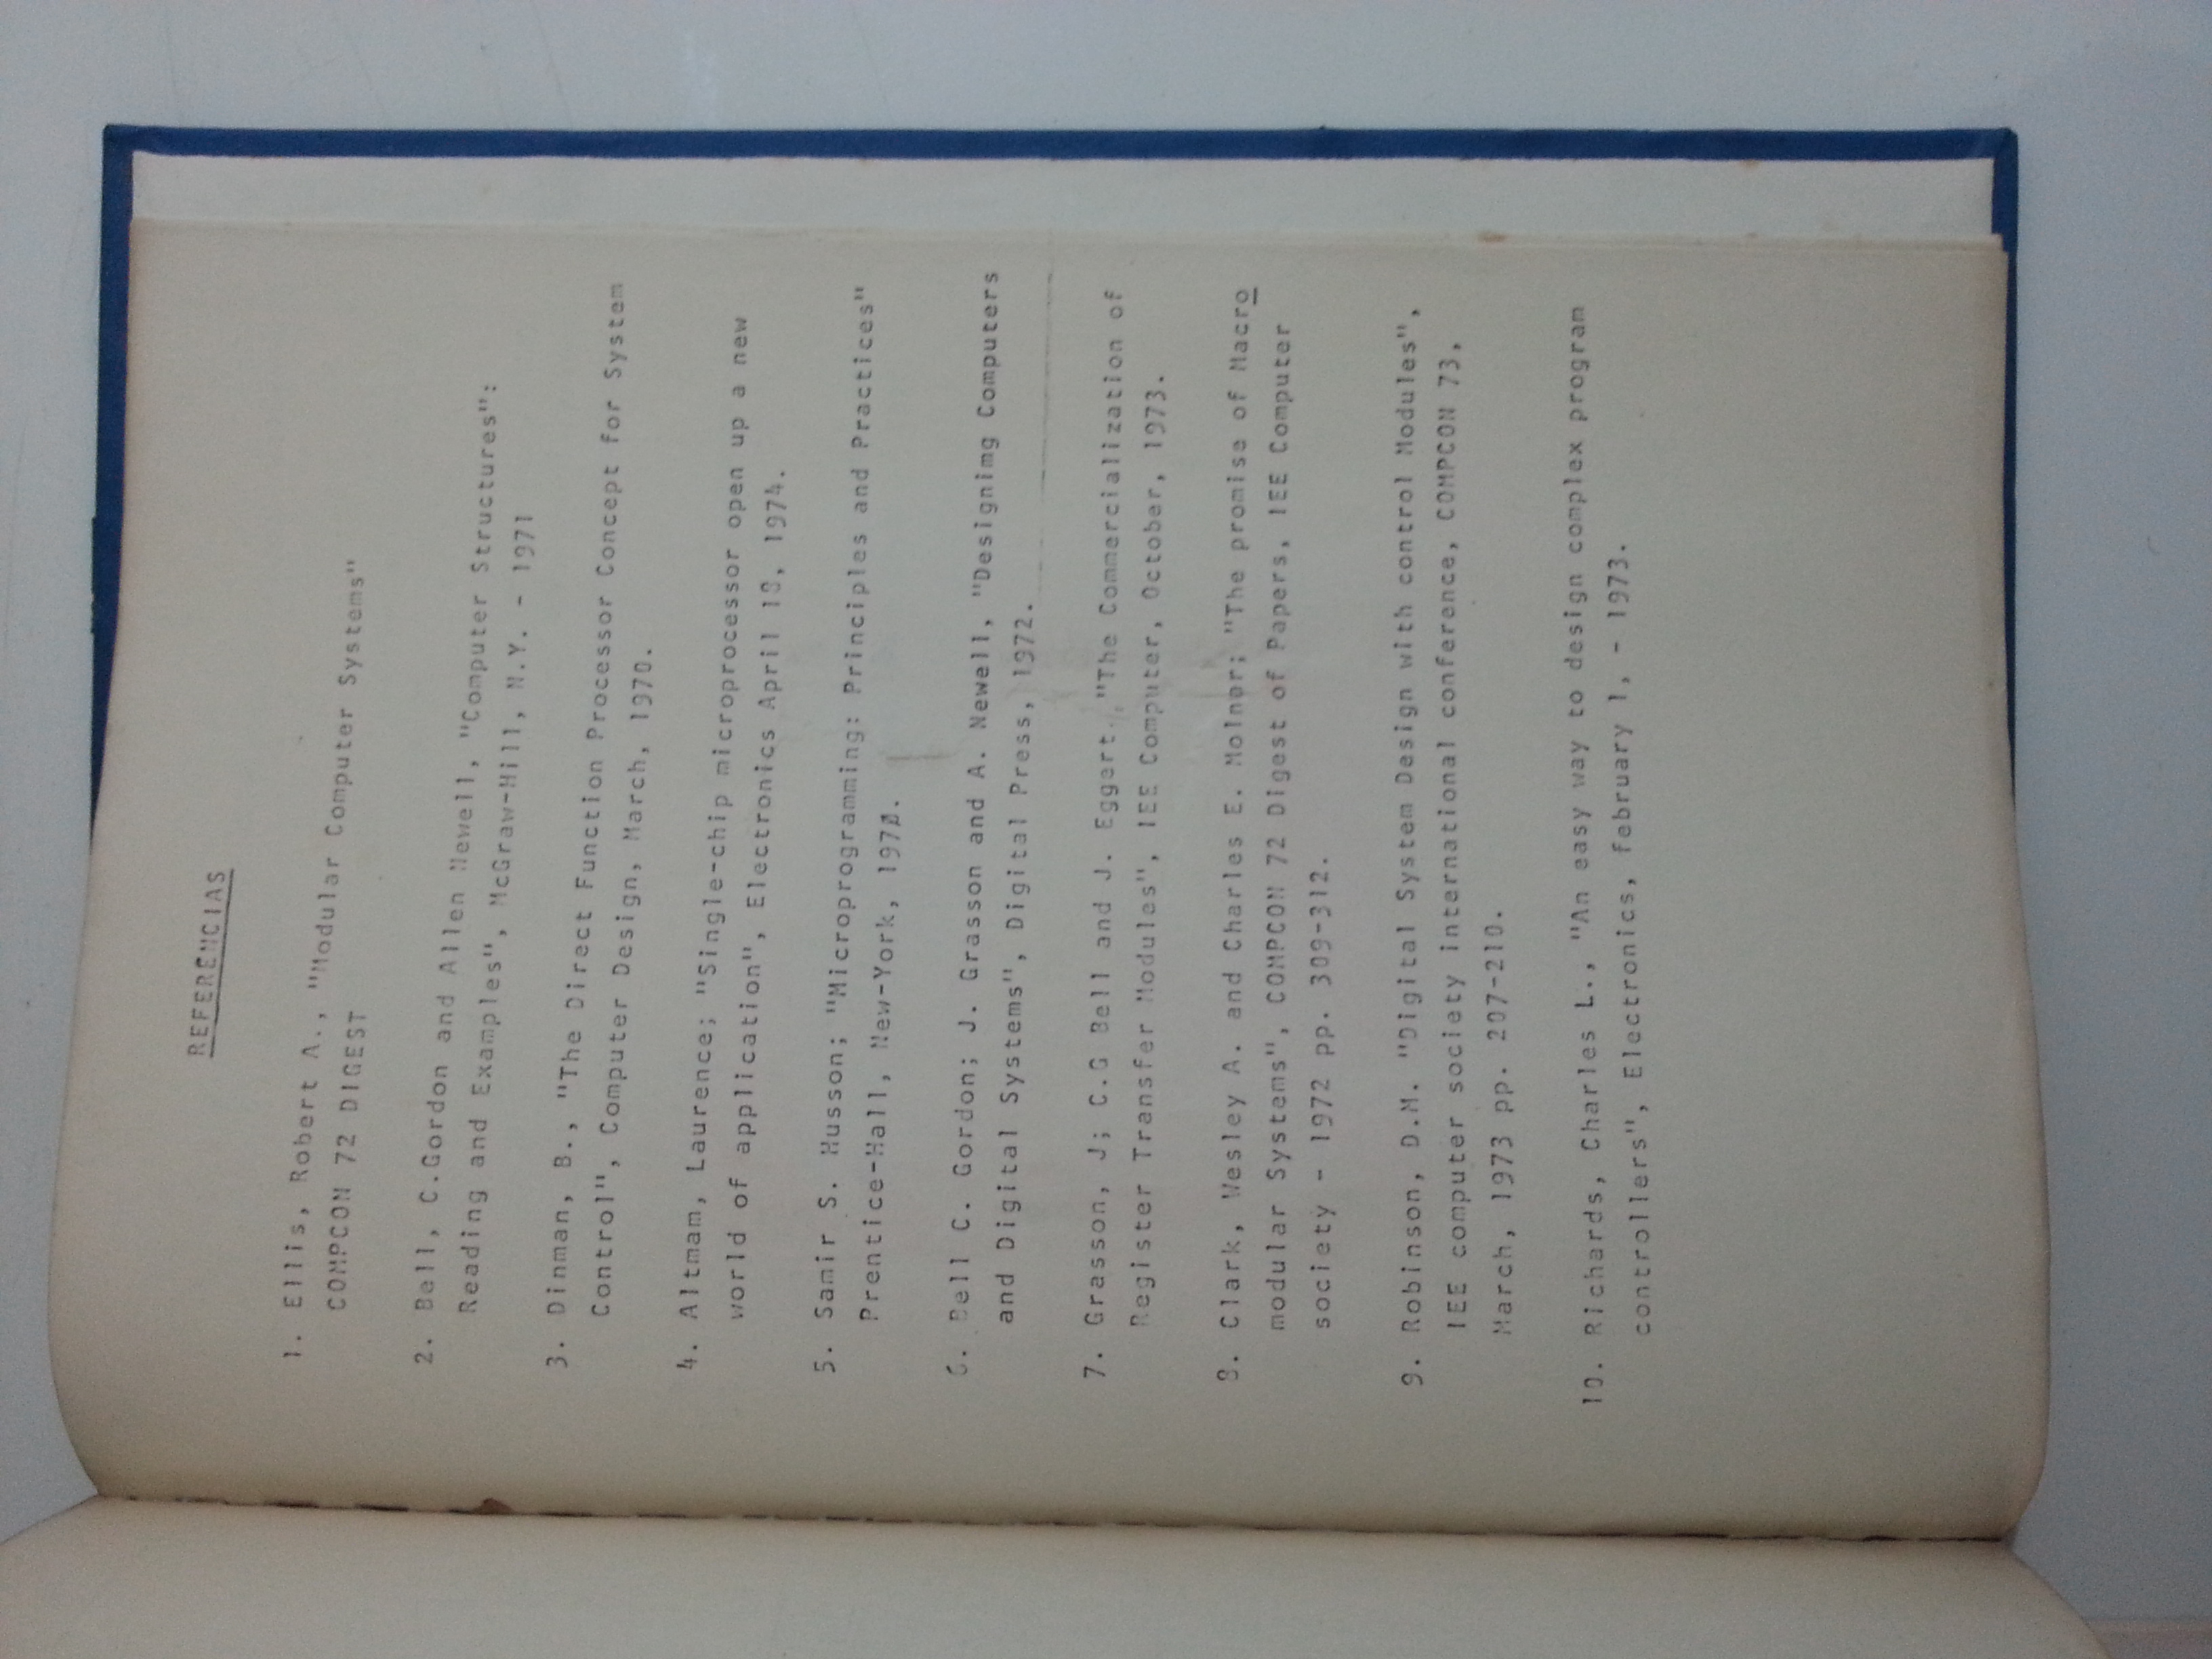 REFERENCIAS
1. Ellis, Robert A., "Modular Computer Systems"
COMPCON 72 DIGEST
2. Bell, C.Gordon and Allen Newell, "Computer Structures":
Reading and Examples", McGraw-Hill, N.Y. - 1971
3. Dinman, B., "The Direct Function Processor Concept for System
Control", Computer Design, March, 1970.
4. Altmam, Laurence; "Single-chip microprocessor open up a new
world of application", Electronics April 18, 1974.
5. Samir S. Husson; "Microprogramming: Principles and Practices"
Prentice-Hall, New-York, 1970.
6. Bell C. Gordon; J. Grasson and A. Newell, "Designimg Computers
and Digital Systems", Digital Press, 1972.
7. Grasson, J; C.G Bell and J. Eggert, "The Commercialization of
Register Transfer Modules", IEE Computer, October, 1973.
8. Clark, Wesley A. and Charles E. Molner; "The promise of Macro
modular Systems", COMPCON 72 Digest of Papers, IEE Computer
society - 1972 pp. 309-312.
9. Robinson, D.M. "Digital System Design with control Modules",
IEE computer society international conference, COMPCON 73,
March, 1973 pp. 207-210.
10. Richards, Charles L., "An easy way to design complex program
controllers", Electronics, february 1, - 1973.